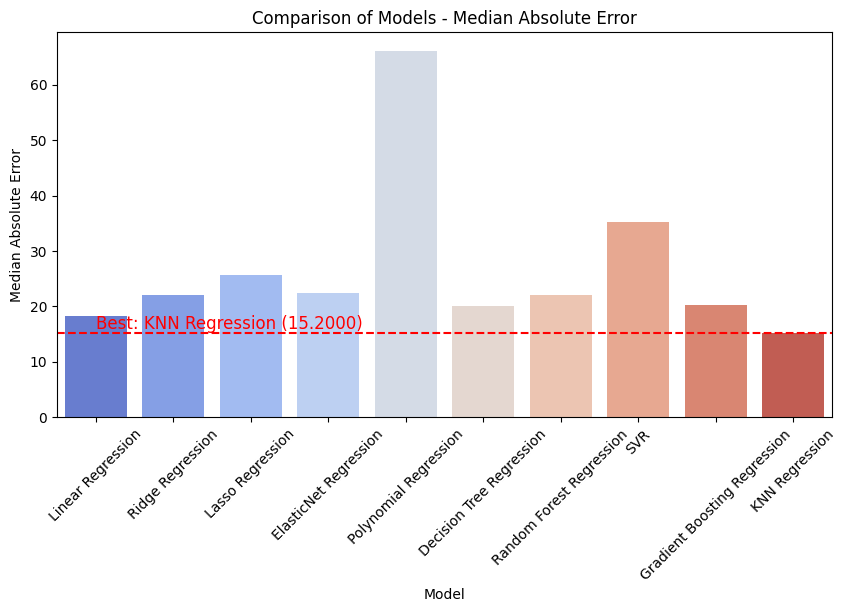 Comparison of Models - Median Absolute Error
Median Absolute Error
60
50
40
30
20
10
0
Best: KNN Regression (15.2000)
Linear Regression
Ridge Regression
Lasso Regression
ElasticNet Regression
Polynomial Regression
Decision Tree Regression
Random Forest Regression
SVR
Gradient Boosting Regression
KNN Regression
Model